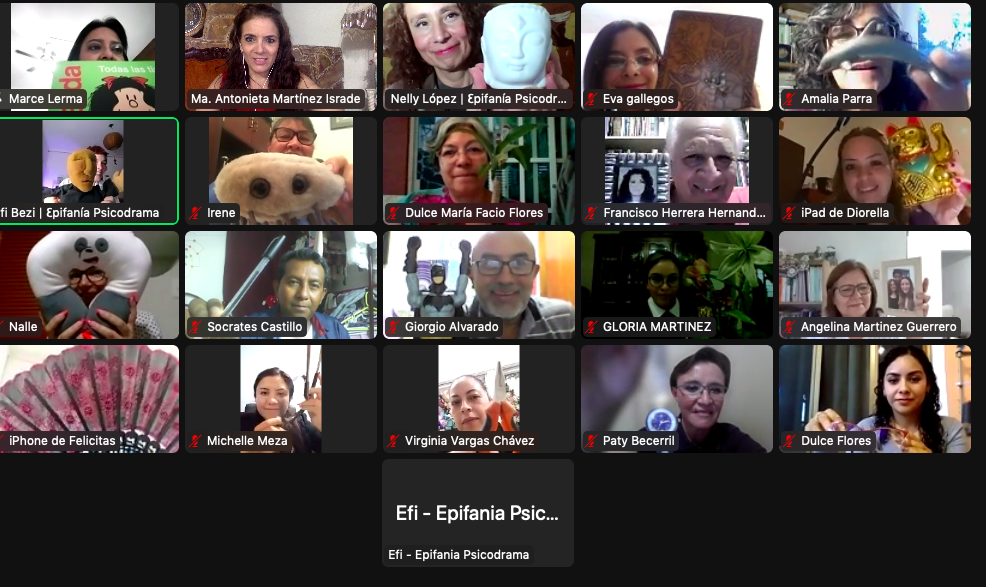 da
Todas las ti
Marce Lerma
Ma. Antonieta Martínez Israde
Nelly López | Ɛpifanía Psicodr...
Eva gallegos
Amalia Parra
fi Bezi | Ɛpifanía Psicodrama
Irene
Dulce María Facio Flores
Francisco Herrera Hernand...
iPad de Diorella
Nalle
Socrates Castillo
Giorgio Alvarado
GLORIA MARTINEZ
Angelina Martinez Guerrero
iPhone de Felicitas
Michelle Meza
Virginia Vargas Chávez
Paty Becerril
Dulce Flores
Efi - Epifania Psic...
Efi - Epifania Psicodrama